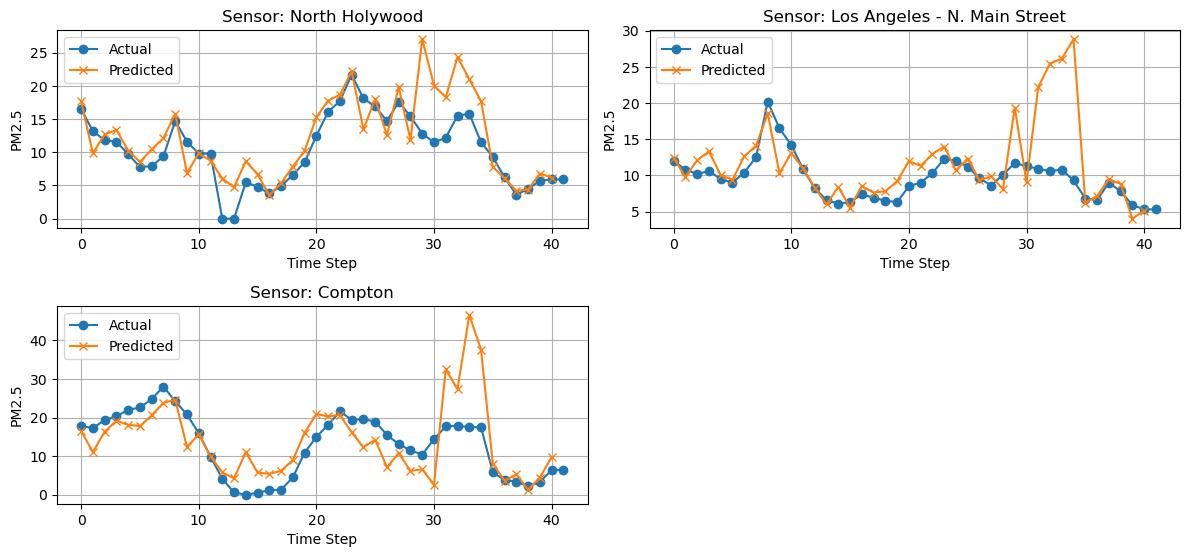 Sensor: North Holywood
Actual
Predicted
PM2.5
25
20
15
10
5
0
0 10 20 30 40
Time Step
Sensor: Los Angeles - N. Main Street
Actual
Predicted
PM2.5
30
25
20
15
10
5
0 10 20 30 40
Time Step
Sensor: Compton
Actual
Predicted
PM2.5
40
30
20
10
0
0 10 20 30 40
Time Step